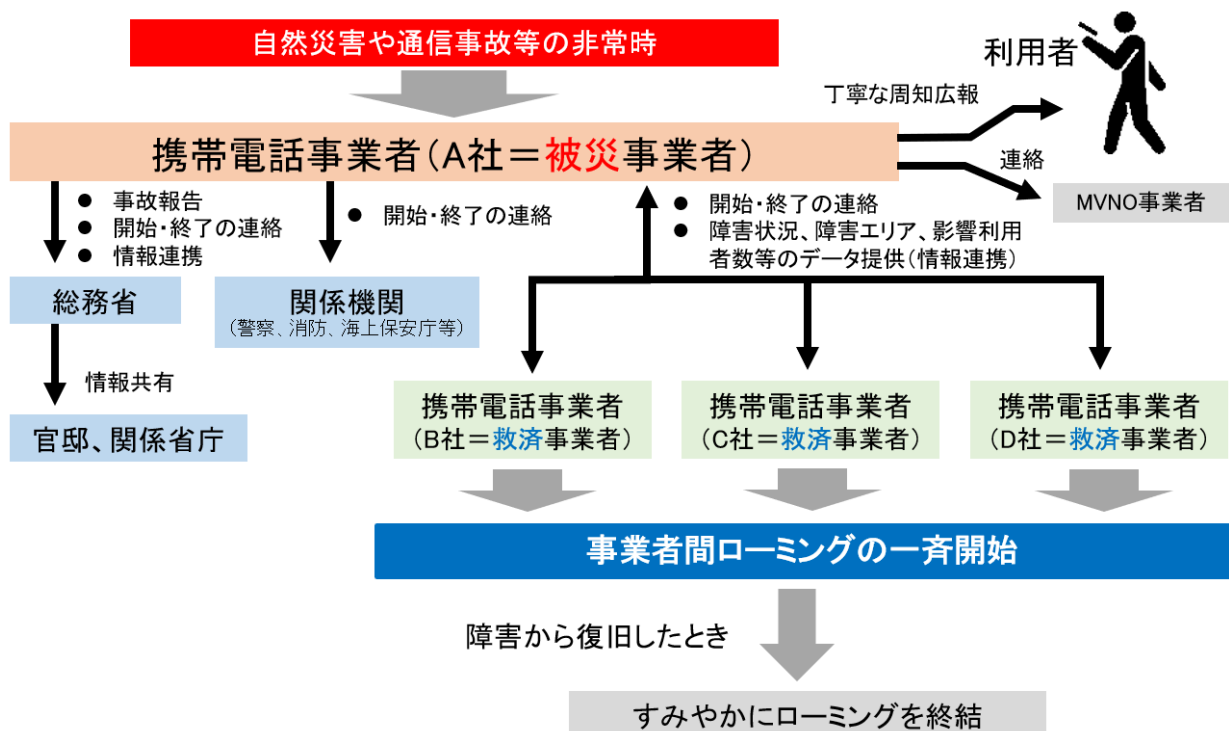 自然災害や通信事故等の非常時
利用者
丁寧な周知広報
携帯電話事業者(A社＝被災事業者)
連絡
MVNO事業者
● 事故報告
● 開始・終了の連絡
● 情報連携
● 開始・終了の連絡
● 開始・終了の連絡
● 障害状況、障害エリア、影響利用
者数等のデータ提供(情報連携)
総務省
関係機関
(警察、消防、海上保安庁等)
情報共有
官邸、関係省庁
携帯電話事業者
(B社＝救済事業者)
携帯電話事業者
(C社＝救済事業者)
携帯電話事業者
(D社＝救済事業者)
事業者間ローミングの一斉開始
障害から復旧したとき
すみやかにローミングを終結